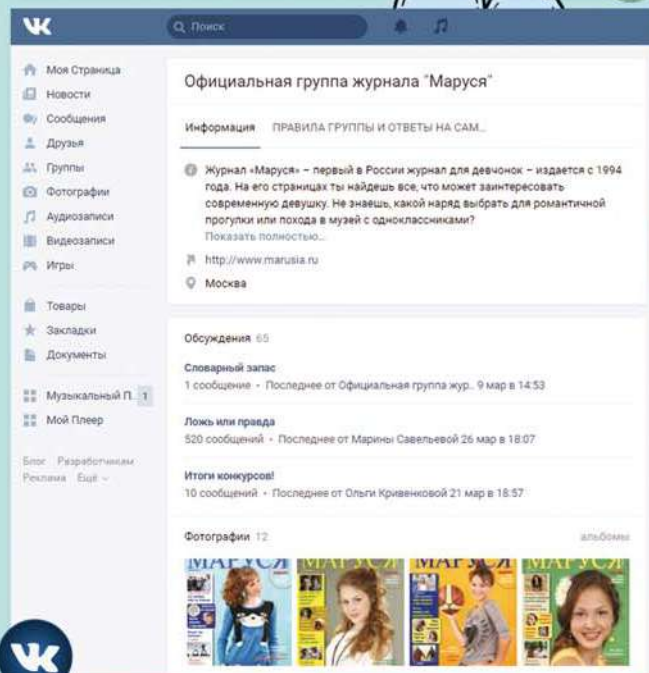 Поиск
Моя Страница
Новости
Сообщения
Друзья
Группы
Фотографии
Аудиозаписи
Видеозаписи
Игры
Товары
Закладки
Документы
Музыкальный П.. 1
Мой Плеер
Блог Разработчикам
Реклама Ещё
Официальная группа журнала "Маруся"
Информация ПРАВИЛА ГРУППЫ И ОТВЕТЫ НА САМ...
Журнал «Маруся» – первый в России журнал для девчонок – издается с 1994
года. На его страницах ты найдешь все, что может заинтересовать
современную девушку. Не знаешь, какой наряд выбрать для романтичной
прогулки или похода в музей с одноклассниками?
Показать полностью...
http://www.marusia.ru
Москва
Обсуждения 65
Словарный запас
1 сообщение • Последнее от Официальная группа жур.. 9 мар в 14:53
Ложь или правда
520 сообщений • Последнее от Марины Савельевой 26 мар в 18:07
Итоги конкурсов!
10 сообщений • Последнее от Ольги Кривенковой 21 мар в 18:57
Фотографии 12 альбомы
МАРУСЯ МАРУСЯ МАРУСЯ МАРУСЯ